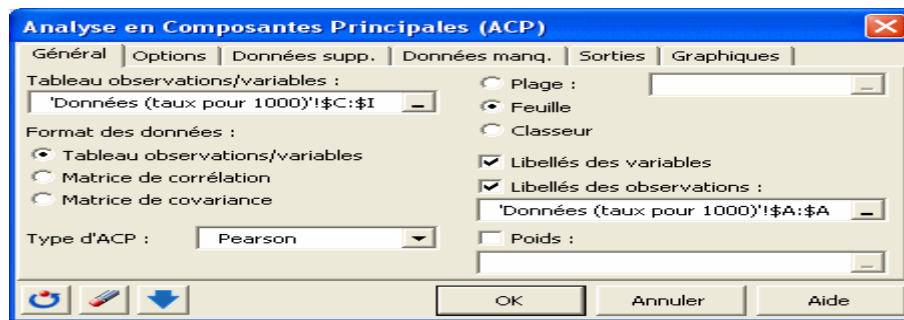 Analyse en Composantes Principales (ACP)
Général Options Données supp. Données manq. Sorties Graphiques
Tableau observations/variables :
'Données (taux pour 1000)'!$C:$I
Format des données :
Tableau observations/variables
Matrice de corrélation
Matrice de covariance
Type d'ACP : Pearson
Plage :
Feuille
Classeur
Libellés des variables
Libellés des observations :
'Données (taux pour 1000)'!$A:$A
Poids :
OK Annuler Aide